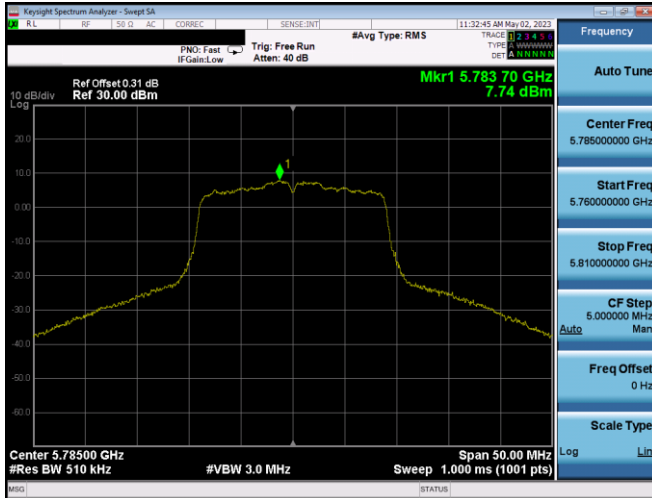 Keysight Spectrum Analyzer - Swept SA
RL RF 50 Ω AC CORREC SENSE:INT 11:32:45 AM May 02, 2023
#Avg Type: RMS TRACE 1 2 3 4 5 6
PNO: Fast Trig: Free Run TYPE A WWWWW
IFGain:Low Atten: 40 dB DET A N N N N N
Mkr1 5.783 70 GHz
Ref Offset 0.31 dB
10 dB/div Ref 30.00 dBm 7.74 dBm
Log
20.0
1
10.0
0.00
-10.0
-20.0
-30.0
-40.0
-50.0
-60.0
Center 5.78500 GHz Span 50.00 MHz
#Res BW 510 kHz #VBW 3.0 MHz Sweep 1.000 ms (1001 pts)
MSG STATUS
Frequency
Auto Tune
Center Freq
5.785000000 GHz
Start Freq
5.760000000 GHz
Stop Freq
5.810000000 GHz
CF Step
5.000000 MHz
Auto Man
Freq Offset
0 Hz
Scale Type
Log Lin